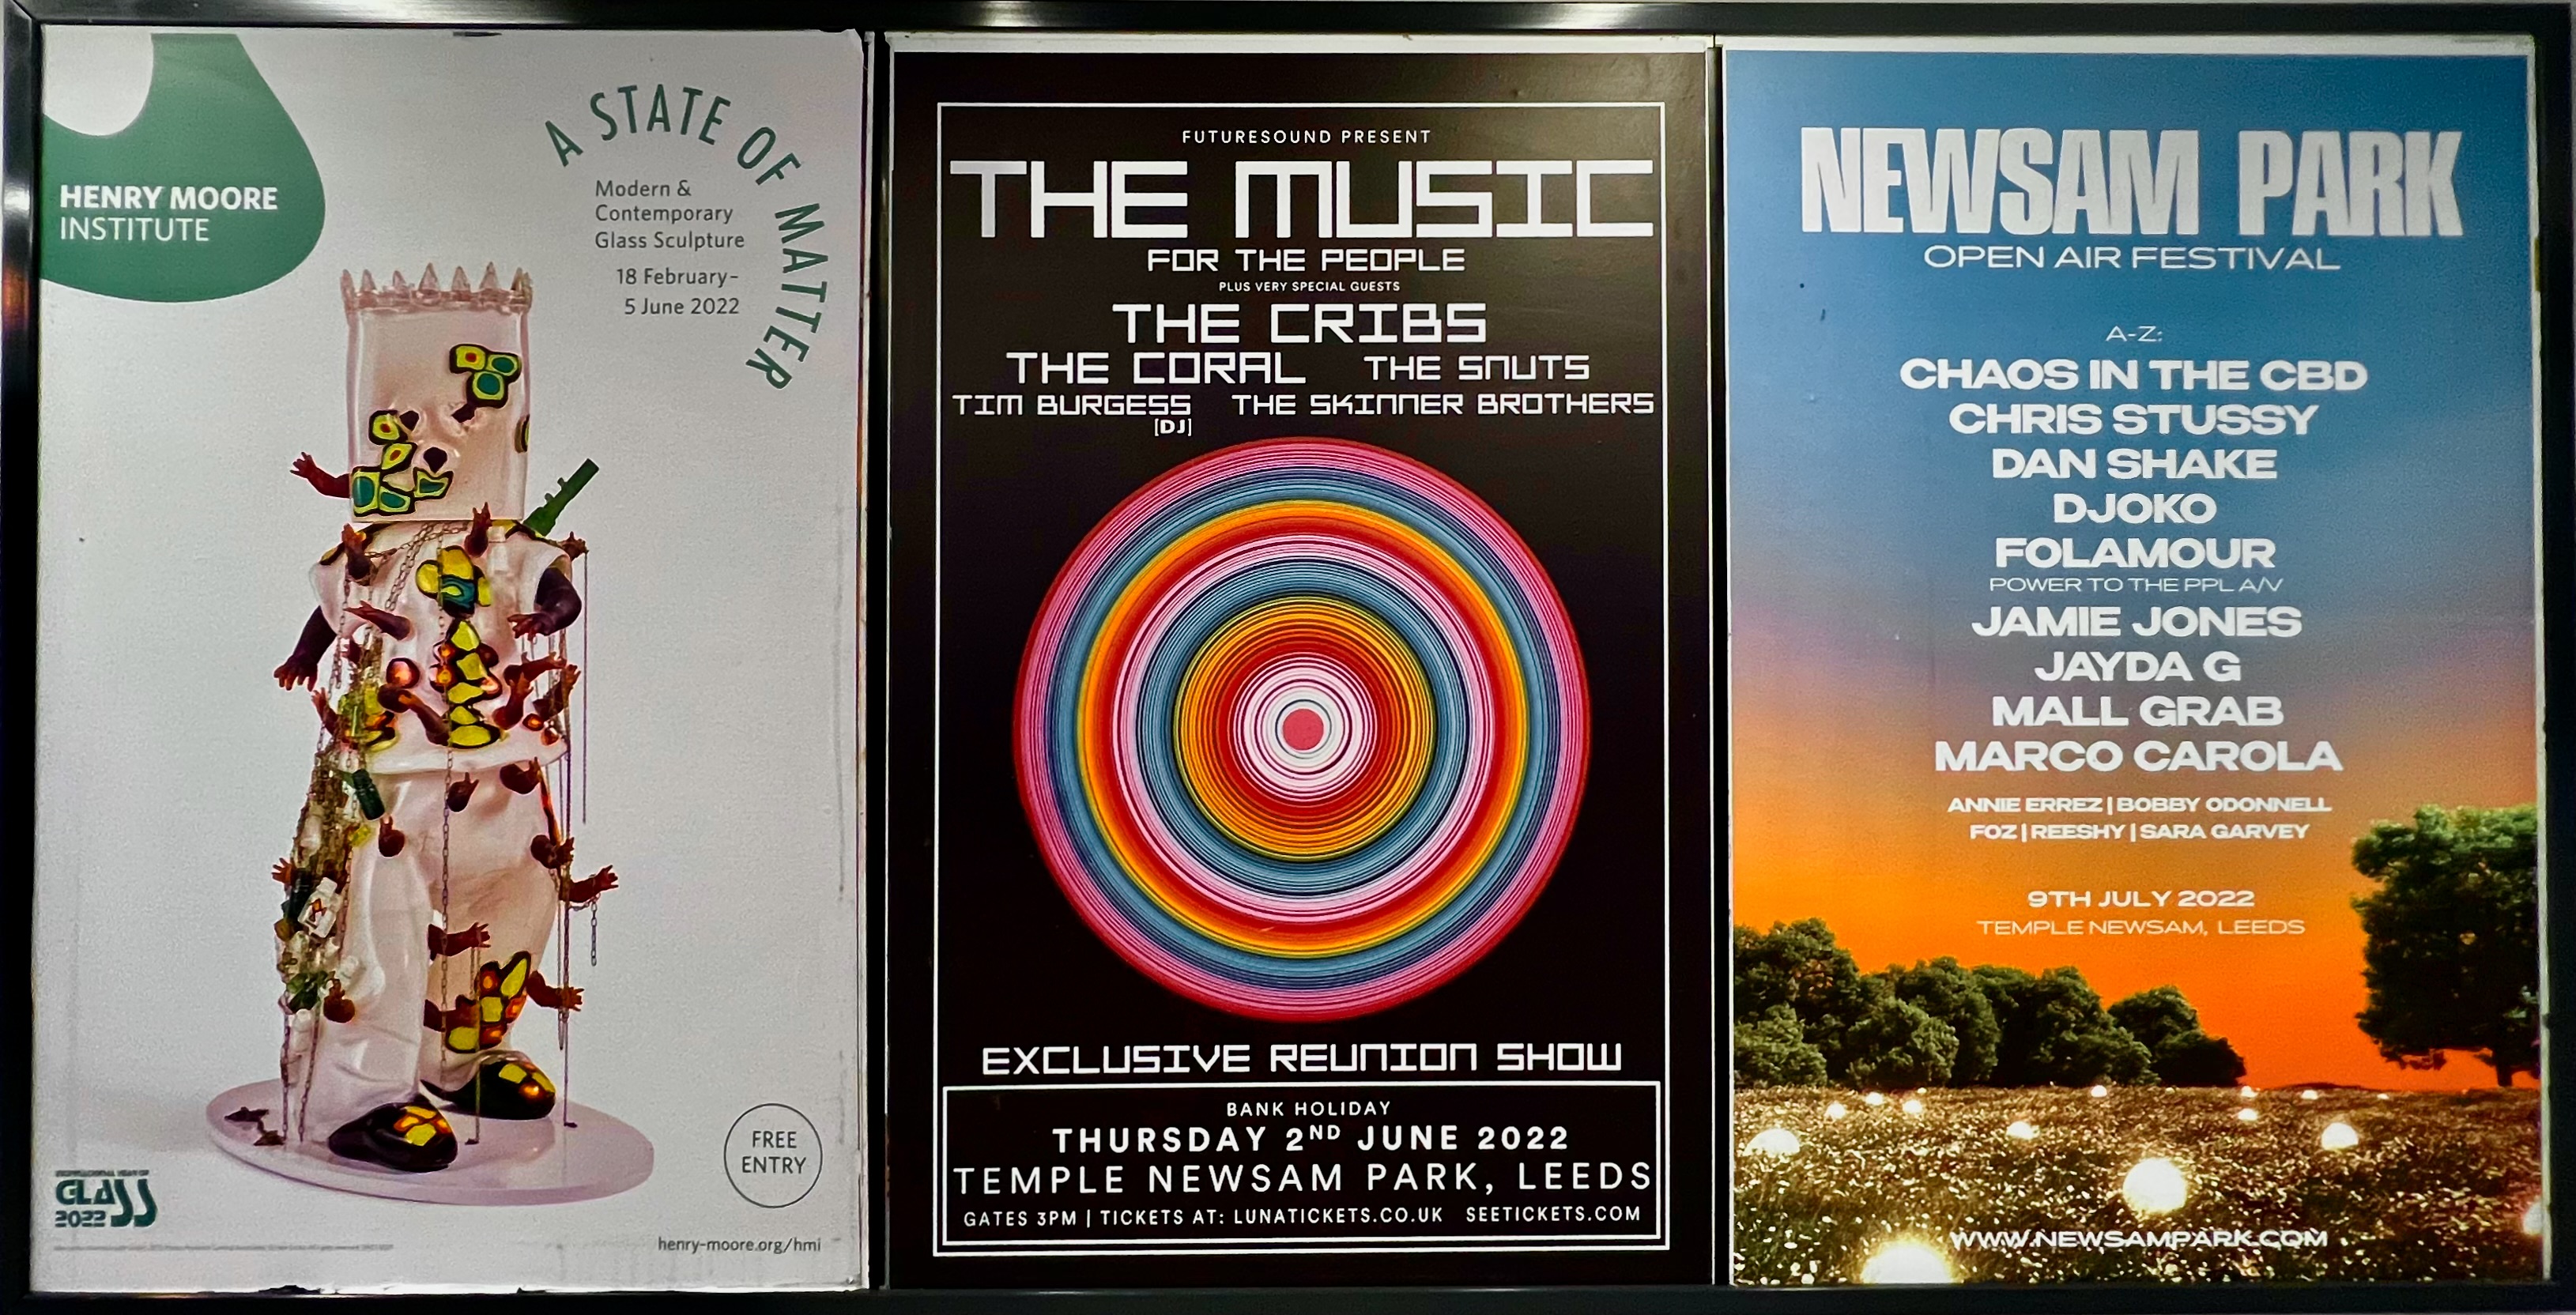 HENRY MOORE
INSTITUTE
A STATE OF MATTER
Modern &
Contemporary
Glass Sculpture
18 February–
5 June 2022
FREE
ENTRY
INTERNATIONAL YEAR OF
GLASS
2022
henry-moore.org/hmi
FUTURESOUND PRESENT
THE MUSIC
FOR THE PEOPLE
PLUS VERY SPECIAL GUESTS
THE CRIBS
THE CORAL THE SNUTS
TIM BURGESS THE SKINNER BROTHERS
[DJ]
EXCLUSIVE REUNION SHOW
BANK HOLIDAY
THURSDAY 2ND JUNE 2022
TEMPLE NEWSAM PARK, LEEDS
GATES 3PM | TICKETS AT: LUNATICKETS.CO.UK SEETICKETS.COM
NEWSAM PARK
OPEN AIR FESTIVAL
A-Z:
CHAOS IN THE CBD
CHRIS STUSSY
DAN SHAKE
DJOKO
FOLAMOUR
POWER TO THE PPL A/V
JAMIE JONES
JAYDA G
MALL GRAB
MARCO CAROLA
ANNIE ERREZ | BOBBY ODONNELL
FOZ | REESHY | SARA GARVEY
9TH JULY 2022
TEMPLE NEWSAM, LEEDS
WWW.NEWSAMPARK.COM